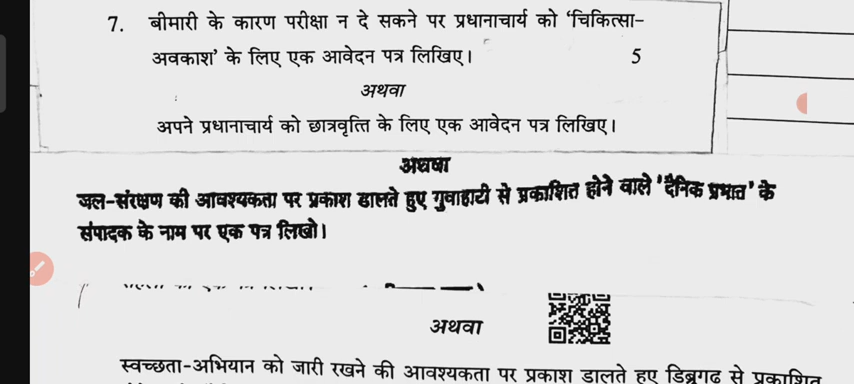 7. बीमारी के कारण परीक्षा न दे सकने पर प्रधानाचार्य को ‘चिकित्सा–
अवकाश’ के लिए एक आवेदन पत्र लिखिए। 5
अथवा
अपने प्रधानाचार्य को छात्रवृत्ति के लिए एक आवेदन पत्र लिखिए।
अथवा
जल-संरक्षण की आवश्यकता पर प्रकाश डालते हुए गुवाहाटी से प्रकाशित होने वाले 'दैनिक प्रभात' के
संपादक के नाम पर एक पत्र लिखो।
अथवा
स्वच्छता-अभियान को जारी रखने की आवश्यकता पर प्रकाश डालते हुए डिब्रूगढ़ से प्रकाशित